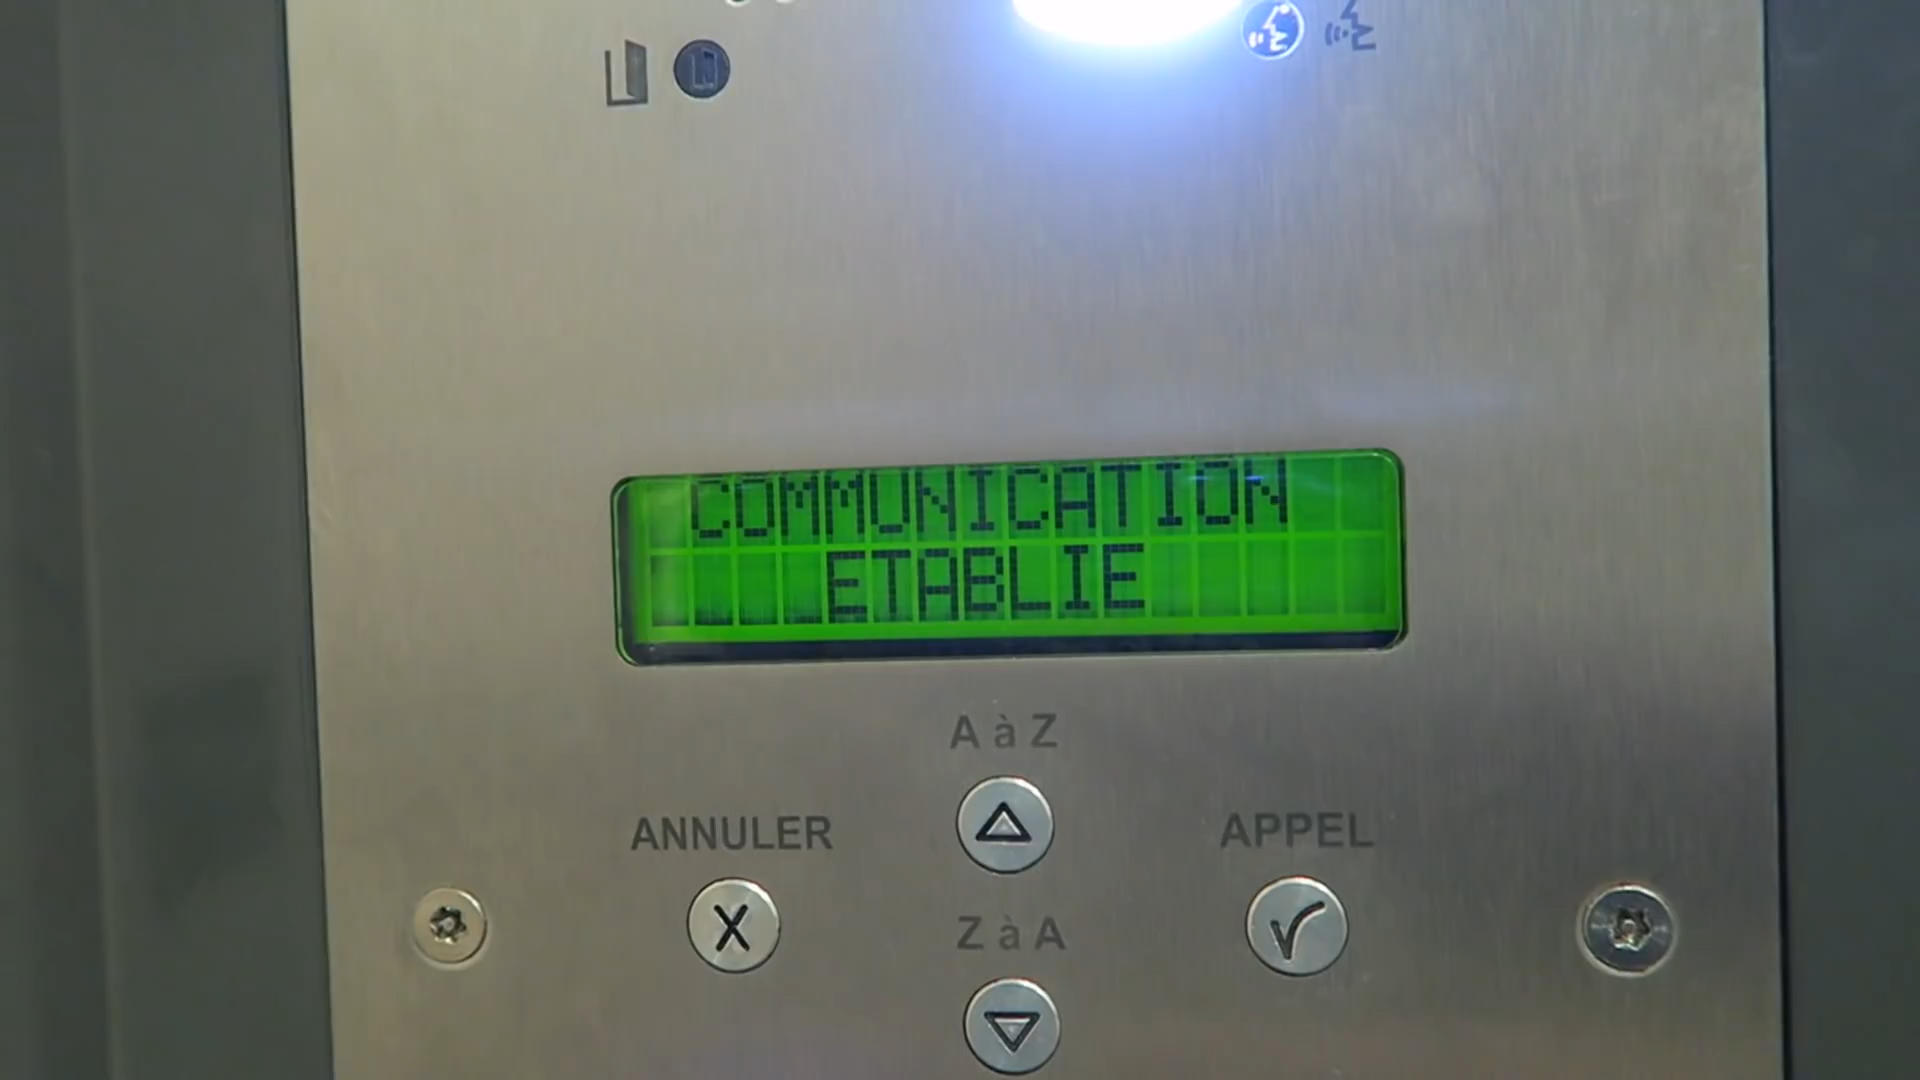 COMMUNICATION
ETABLIE
A à Z
ANNULER
APPEL
X
Z à A